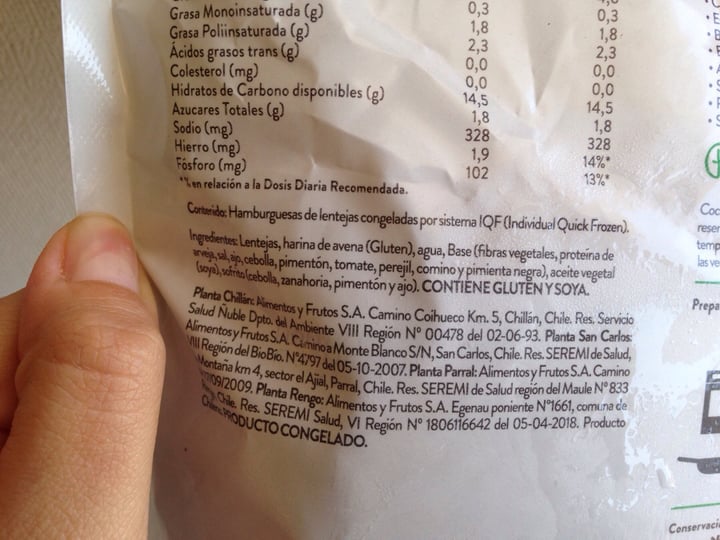 Grasa Monoinsaturada (g) 0,3 0,3
Grasa Poliinsaturada (g) 1,8 1,8
Ácidos grasos trans (g) 2,3 2,3
Colesterol (mg) 0,0 0,0
Hidratos de Carbono disponibles (g) 0,0 0,0
Azucares Totales (g) 14,5 14,5
Sodio (mg) 1,8 1,8
Hierro (mg) 328 328
Fósforo (mg) 1,9 14%*
102 13%*
*% en relación a la Dosis Diaria Recomendada.
Contenido: Hamburguesas de lentejas congeladas por sistema IQF (Individual Quick Frozen).
Ingredientes: Lentejas, harina de avena (Gluten), agua, Base (fibras vegetales, proteína de
arveja, sal, ajo, cebolla, pimentón, tomate, perejil, comino y pimienta negra), aceite vegetal
(soya), sofrito (cebolla, zanahoria, pimentón y ajo). CONTIENE GLUTEN Y SOYA.
Planta Chillán: Alimentos y Frutos S.A. Camino Coihueco Km. 5, Chillán, Chile. Res. Servicio
Salud Ñuble Dpto. del Ambiente VIII Región N° 00478 del 02-06-93. Planta San Carlos:
Alimentos y Frutos S.A. Camino a Monte Blanco S/N, San Carlos, Chile. Res. SEREMI de Salud,
VIII Región del BioBío. N°4797 del 05-10-2007. Planta Parral: Alimentos y Frutos S.A. Camino
Montaña km 4, sector el Ajial, Parral, Chile. Res. SEREMI de Salud región del Maule N° 833
/09/2009. Planta Rengo: Alimentos y Frutos S.A. Egenau poniente N°1661, comuna de
Chile. Res. SEREMI Salud, VI Región N° 1806116642 del 05-04-2018. Producto
PRODUCTO CONGELADO.
Coc
reser
temp
las ve
Prepa
Conservaci